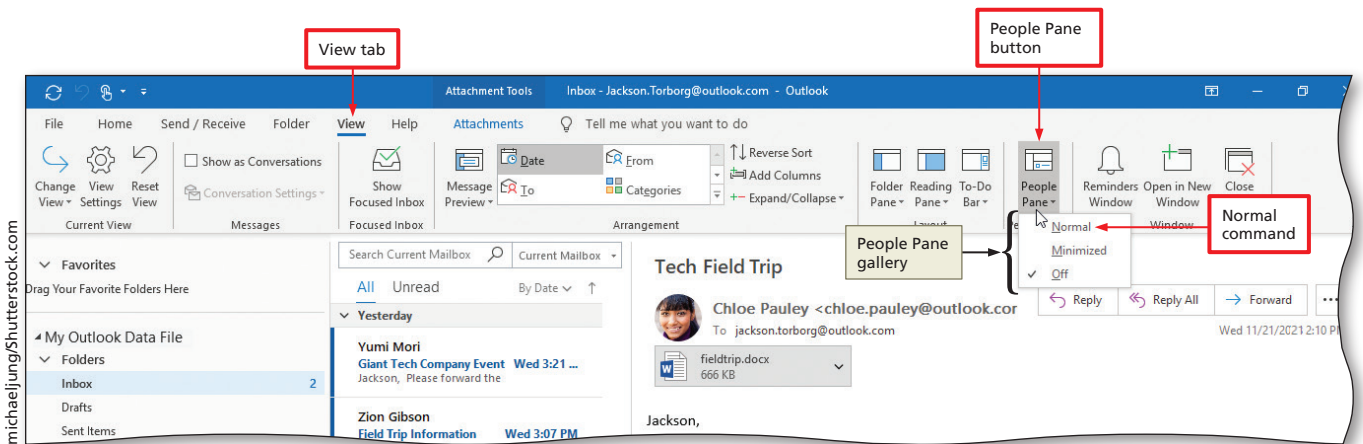 View tab
People Pane
button
Attachment Tools Inbox - Jackson.Torborg@outlook.com - Outlook
File Home Send / Receive Folder View Help Attachments Tell me what you want to do
Change
View
View
Settings
Reset
View
Current View
Show as Conversations
Conversation Settings
Messages
Show
Focused Inbox
Focused Inbox
Message
Preview
Date
To
From
Categories
Reverse Sort
Add Columns
Expand/Collapse
Arrangement
Folder
Pane
Reading
Pane
To-Do
Bar
Layout
People
Pane
Reminders
Window
Open in New
Window
Close
Window
Normal
Minimized
Off
Normal
command
People Pane
gallery
Favorites
Drag Your Favorite Folders Here
My Outlook Data File
Folders
Inbox 2
Drafts
Sent Items
Search Current Mailbox Current Mailbox
All Unread By Date
Yesterday
Yumi Mori
Giant Tech Company Event Wed 3:21 ...
Jackson, Please forward the
Zion Gibson
Field Trip Information Wed 3:07 PM
Tech Field Trip
Reply Reply All Forward
Chloe Pauley <chloe.pauley@outlook.cor
To jackson.torborg@outlook.com
Wed 11/21/2021 2:10 PM
fieldtrip.docx
666 KB
Jackson,
michaeljung/Shutterstock.com